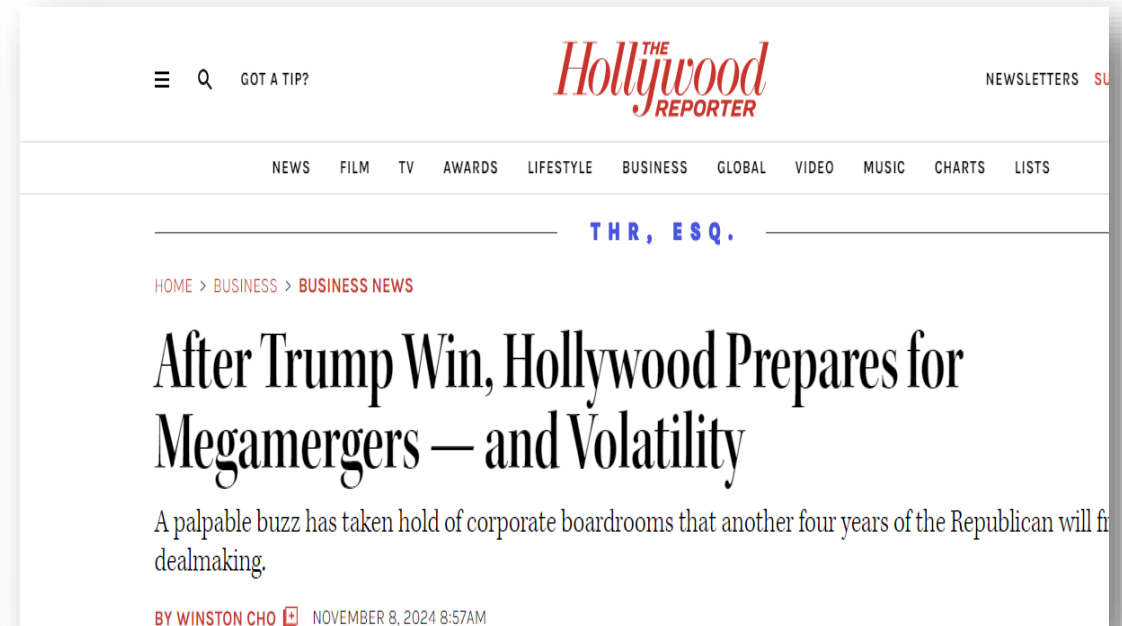 GOT A TIP?
THE
Hollywood
REPORTER
NEWSLETTERS
NEWS FILM TV AWARDS LIFESTYLE BUSINESS GLOBAL VIDEO MUSIC CHARTS LISTS
THR, ESQ.
HOME > BUSINESS > BUSINESS NEWS
After Trump Win, Hollywood Prepares for
Megamergers — and Volatility
A palpable buzz has taken hold of corporate boardrooms that another four years of the Republican will
dealmaking.
BY WINSTON CHO NOVEMBER 8, 2024 8:57AM